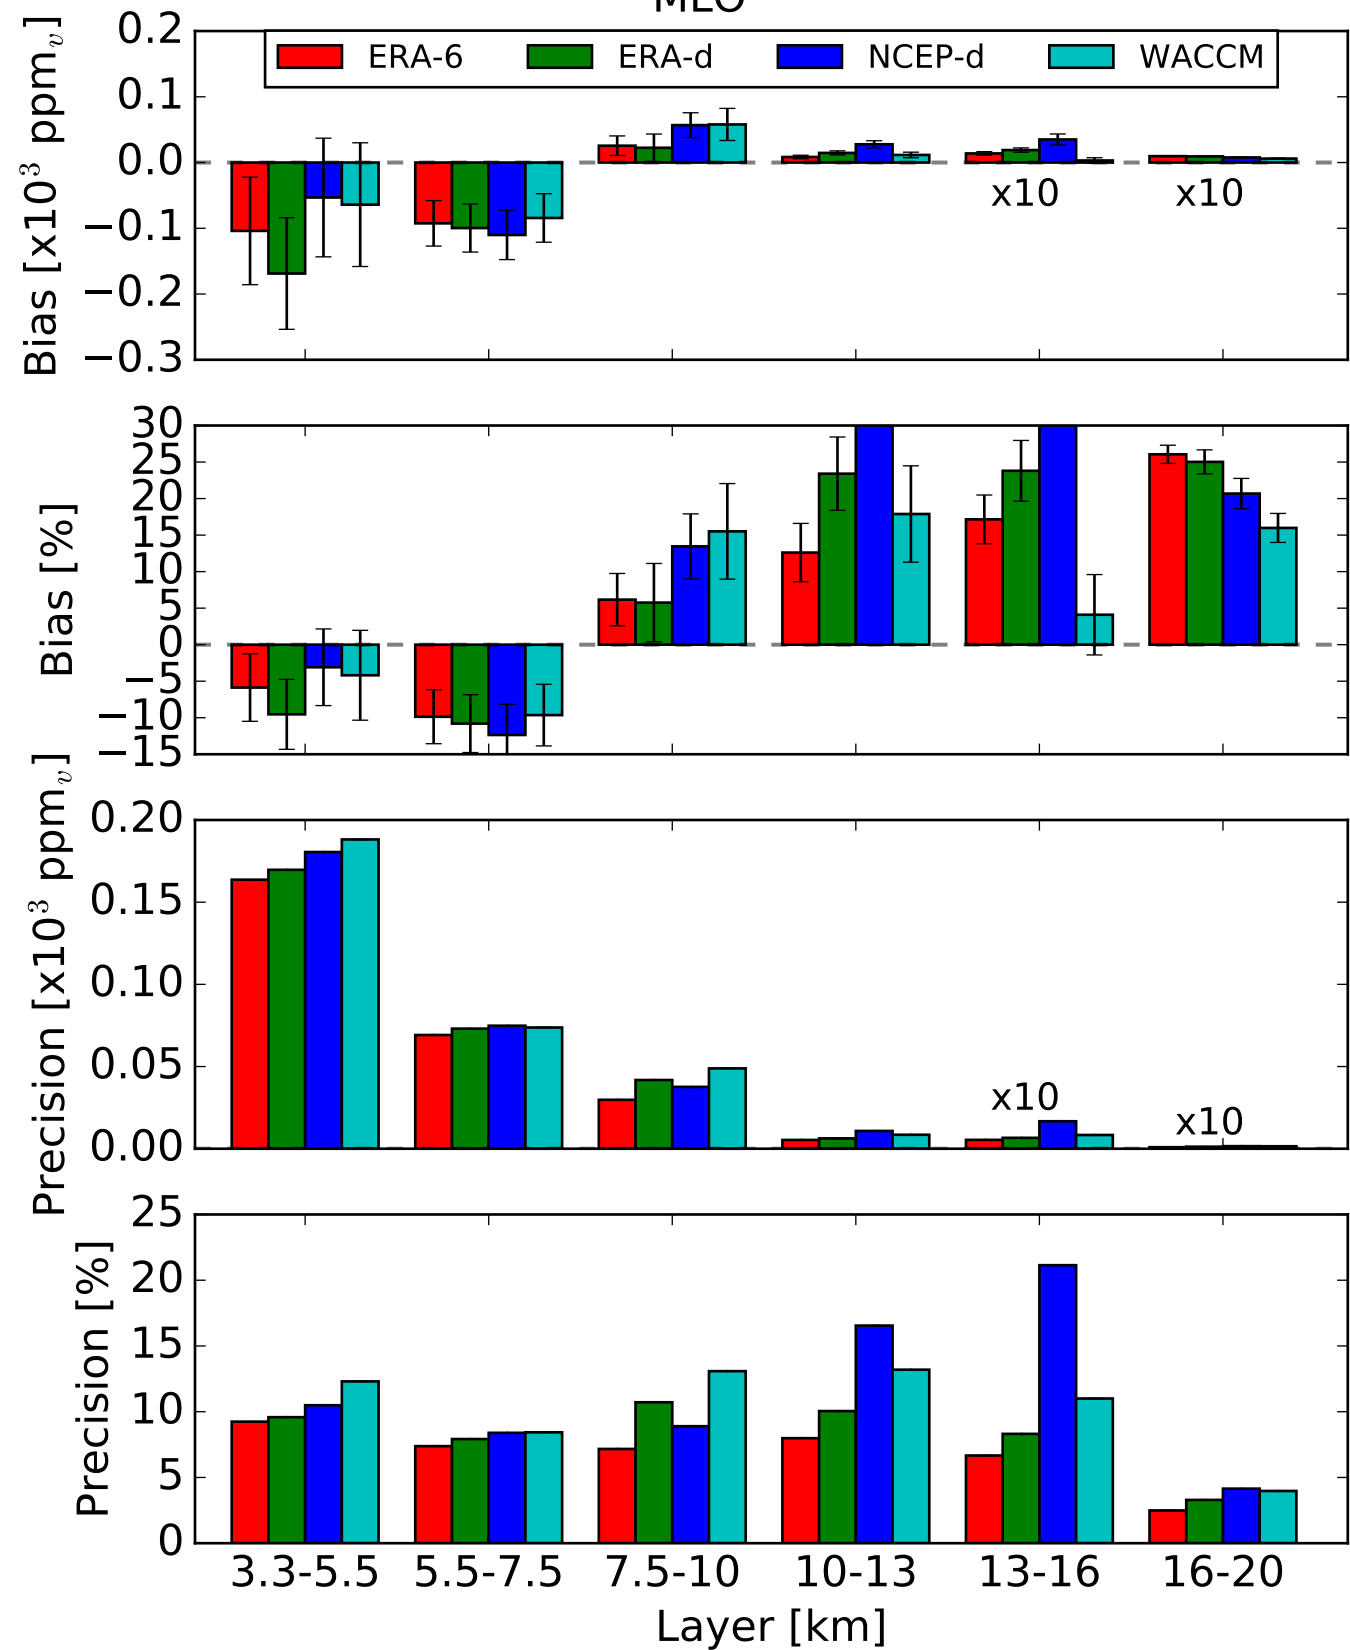 MLO
ERA-6 ERA-d NCEP-d WACCM
Bias [x10³ ppmᵥ]
0.2
0.1
0.0
−0.1
−0.2
−0.3
x10 x10
Bias [%]
30
25
20
15
10
5
0
−5
−10
−15
Precision [x10³ ppmᵥ]
0.20
0.15
0.10
0.05
0.00
x10 x10
Precision [%]
25
20
15
10
5
0
3.3-5.5 5.5-7.5 7.5-10 10-13 13-16 16-20
Layer [km]